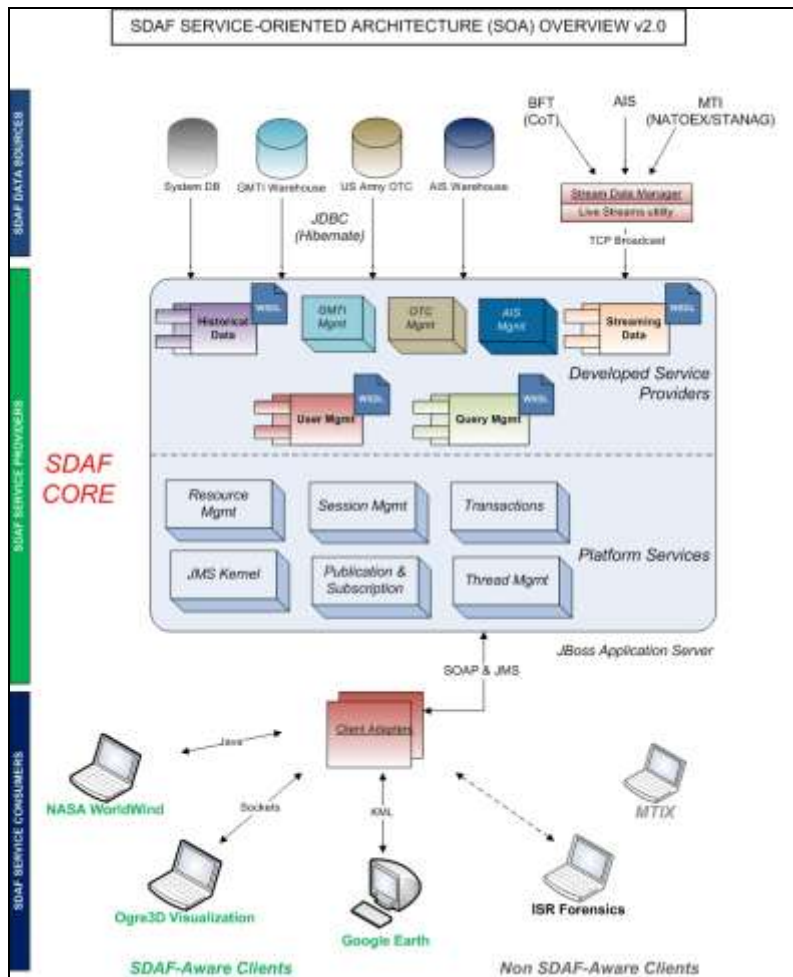 SDAF SERVICE-ORIENTED ARCHITECTURE (SOA) OVERVIEW v2.0
SDAF DATA SOURCES
BFT
(CoT)
AIS
MTI
(NATOEX/STANAG)
System DB
GMTI Warehouse
US Army OTC
AIS Warehouse
Stream Data Manager
Live Streams utility
JDBC
(Hibernate)
TCP Broadcast
SDAF SERVICE PROVIDERS
SDAF
CORE
Historical
Data
WSDL
GMTI
Mgmt
OTC
Mgmt
AIS
Mgmt
Streaming
Data
WSDL
Developed Service
Providers
User Mgmt
WSDL
Query Mgmt
WSDL
Resource
Mgmt
Session Mgmt
Transactions
Platform Services
JMS Kernel
Publication &
Subscription
Thread Mgmt
JBoss Application Server
SOAP & JMS
SDAF SERVICE CONSUMERS
Client Adapters
Java
Sockets
KML
NASA WorldWind
MTIX
Ogre3D Visualization
Google Earth
ISR Forensics
SDAF-Aware Clients
Non SDAF-Aware Clients